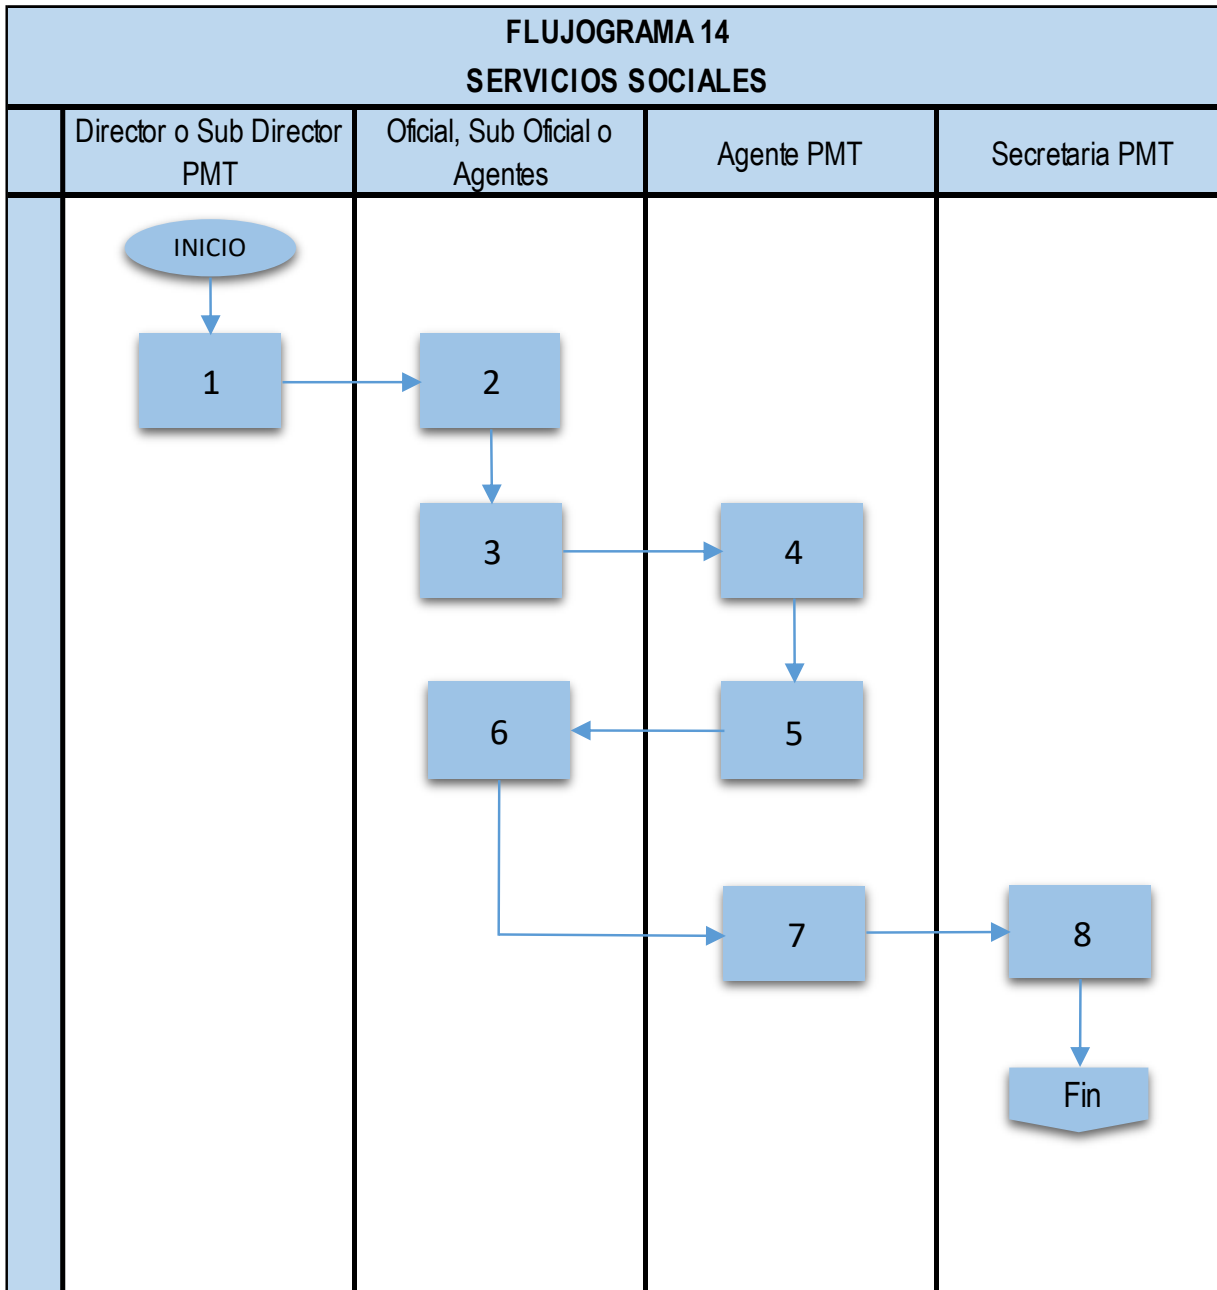 FLUJOGRAMA 14
SERVICIOS SOCIALES
Director o Sub Director
PMT
Oficial, Sub Oficial o
Agentes
Agente PMT
Secretaria PMT
INICIO
1
2
3
4
6
5
7
8
Fin